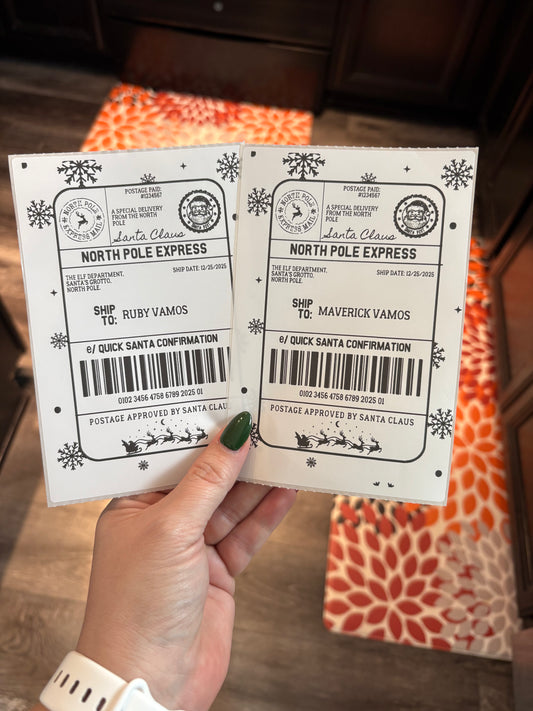 POSTAGE PAID:
#1234567
NORTH POLE
EXPRESS MAIL
A SPECIAL DELIVERY
FROM THE NORTH
POLE
Santa Claus
NORTH POLE EXPRESS
THE ELF DEPARTMENT,
SANTA'S GROTTO,
NORTH POLE.
SHIP DATE: 12/25/2025
SHIP
TO: RUBY VAMOS
e/ QUICK SANTA CONFIRMATION
0102 3456 4758 6789 2025 01
POSTAGE APPROVED BY SANTA CLAUS
POSTAGE PAID:
#1234567
NORTH POLE
EXPRESS MAIL
A SPECIAL DELIVERY
FROM THE NORTH
POLE
Santa Claus
NORTH POLE EXPRESS
THE ELF DEPARTMENT,
SANTA'S GROTTO,
NORTH POLE.
SHIP DATE: 12/25/2025
SHIP
TO: MAVERICK VAMOS
e/ QUICK SANTA CONFIRMATION
0102 3456 4758 6789 2025 01
POSTAGE APPROVED BY SANTA CLAUS